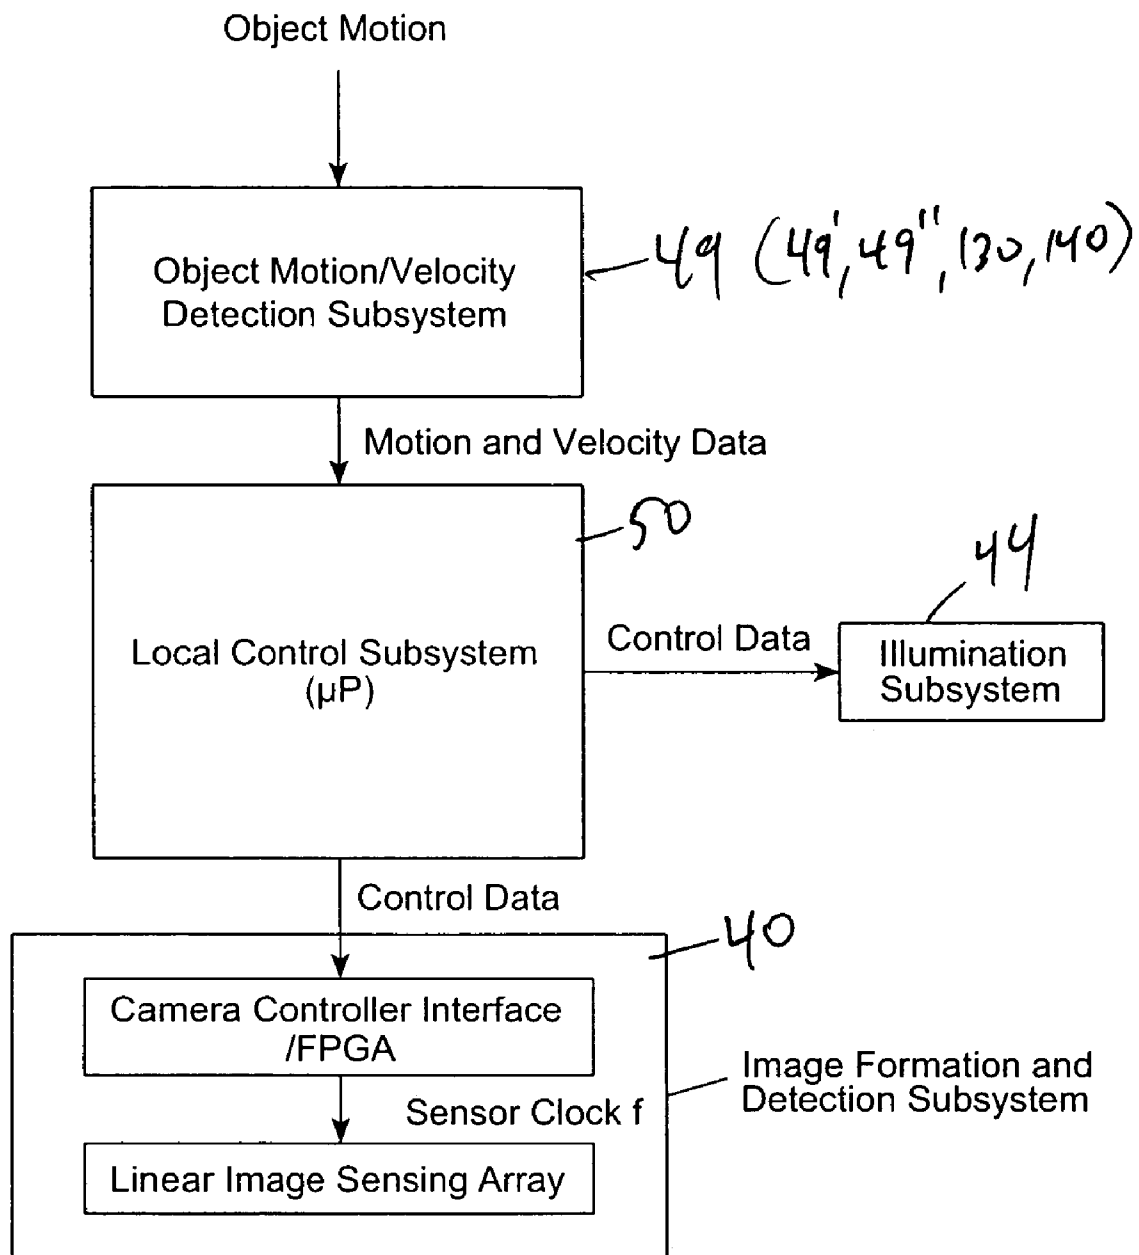 Object Motion
Object Motion/Velocity
Detection Subsystem
49 (49', 49'', 130, 140)
Motion and Velocity Data
50
Local Control Subsystem
(µP)
Control Data
44
Illumination
Subsystem
Control Data
40
Camera Controller Interface
/FPGA
Sensor Clock f
Linear Image Sensing Array
Image Formation and
Detection Subsystem